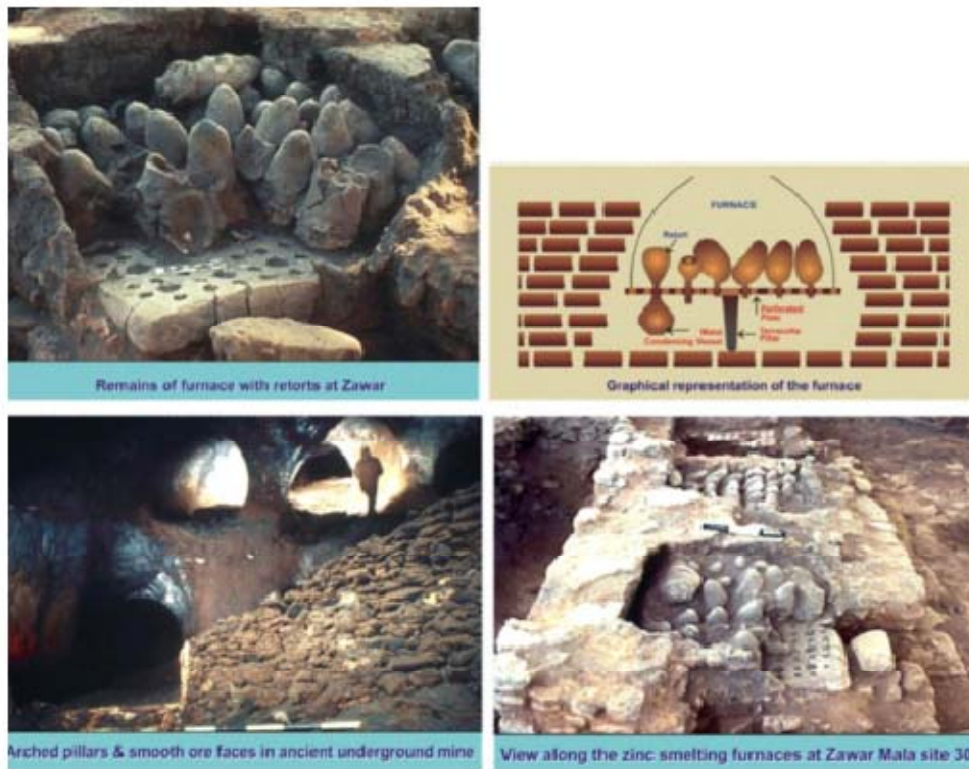 Remains of furnace with retorts at Zawar
FURNACE
Retort
Perforated
Condensing Vessel
Terracotta
Pillar
Graphical representation of the furnace
Arched pillars & smooth ore faces in ancient underground mine
View along the zinc smelting furnaces at Zawar Mala site 30